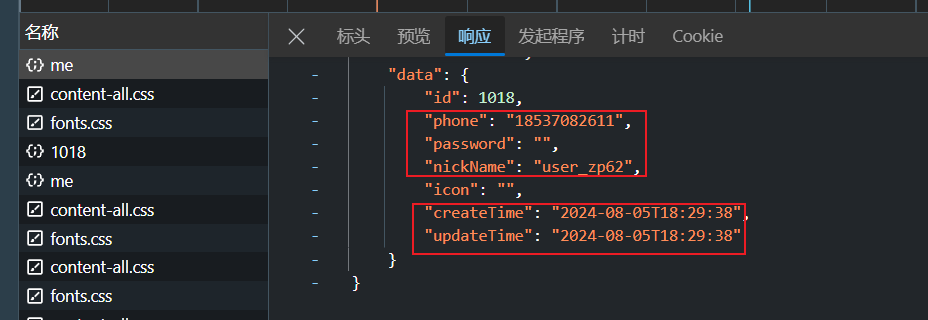 名称
me
content-all.css
fonts.css
1018
me
content-all.css
fonts.css
content-all.css
fonts.css
标头 预览 响应 发起程序 计时 Cookie
- "data": {
- "id": 1018,
- "phone": "18537082611",
- "password": "",
- "nickName": "user_zp62",
- "icon": "",
- "createTime": "2024-08-05T18:29:38",
- "updateTime": "2024-08-05T18:29:38"
- }
- }